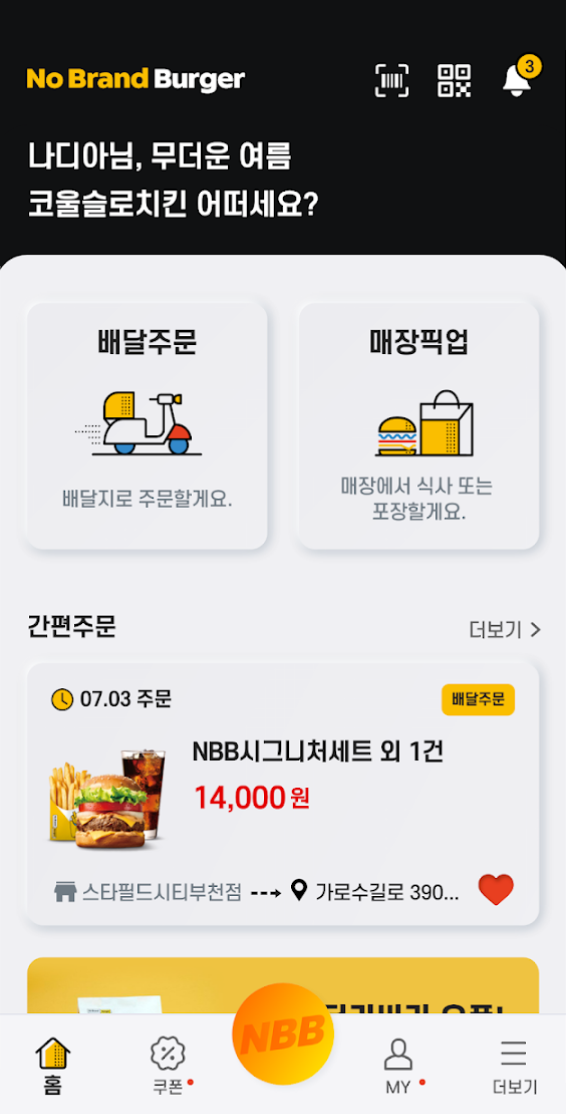 No Brand Burger
3
나디아님, 무더운 여름
코울슬로치킨 어떠세요?
배달주문
배달지로 주문할게요.
매장픽업
매장에서 식사 또는
포장할게요.
간편주문
더보기 >
07.03 주문
배달주문
NBB시그니처세트 외 1건
14,000원
스타필드시티부천점
가로수길로 390...
NBB
홈
쿠폰
MY
더보기